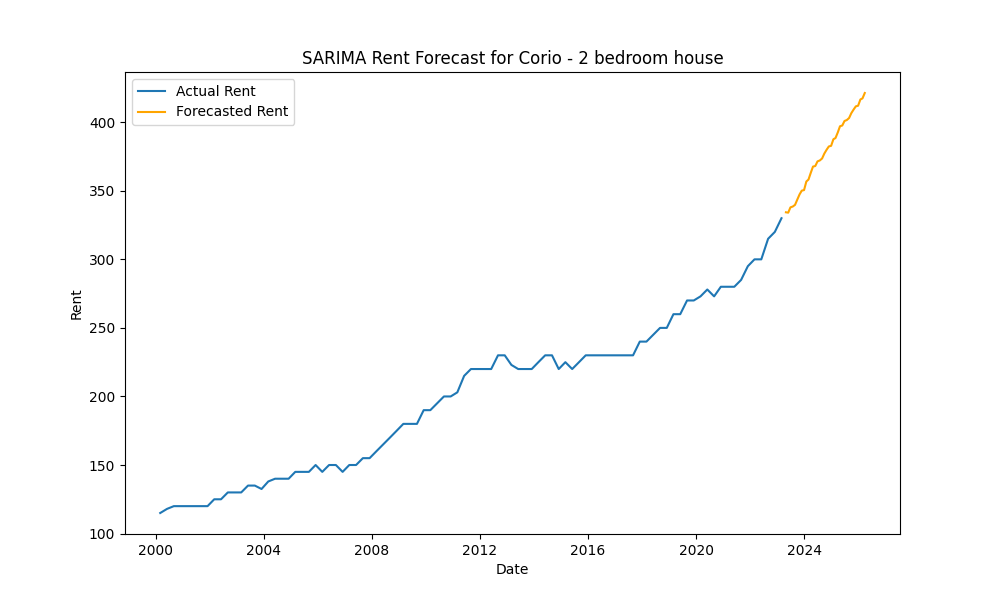 SARIMA Rent Forecast for Corio - 2 bedroom house
Actual Rent
Forecasted Rent
400
350
300
250
200
150
100
Rent
2000 2004 2008 2012 2016 2020 2024
Date